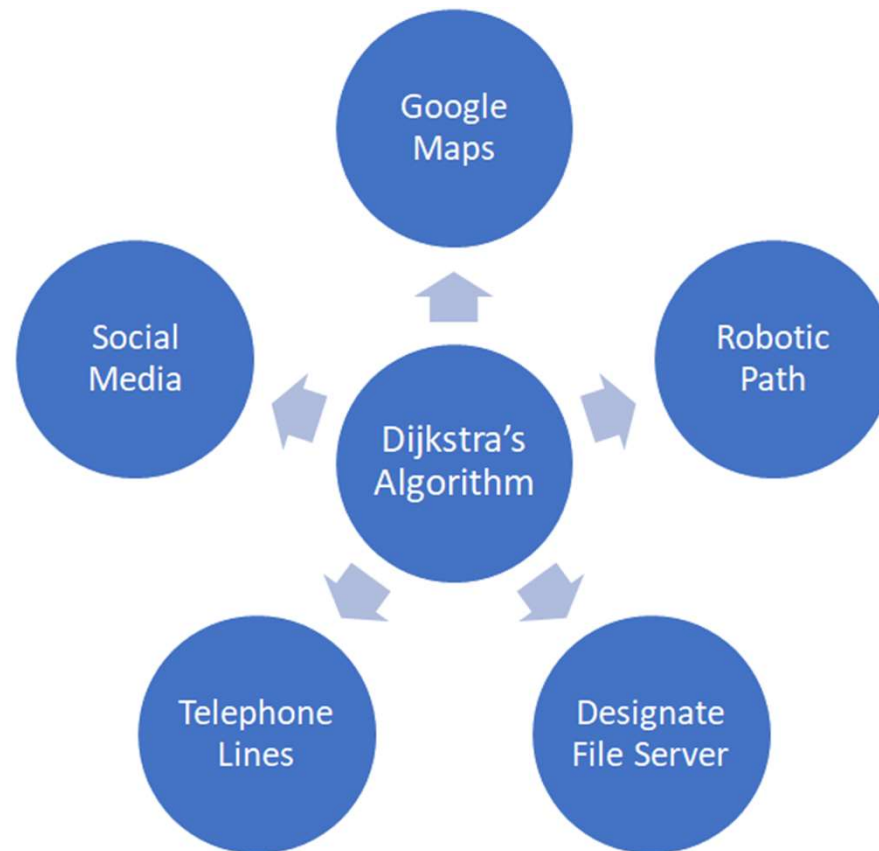 Google
Maps
Social
Media
Robotic
Path
Dijkstra’s
Algorithm
Telephone
Lines
Designate
File Server